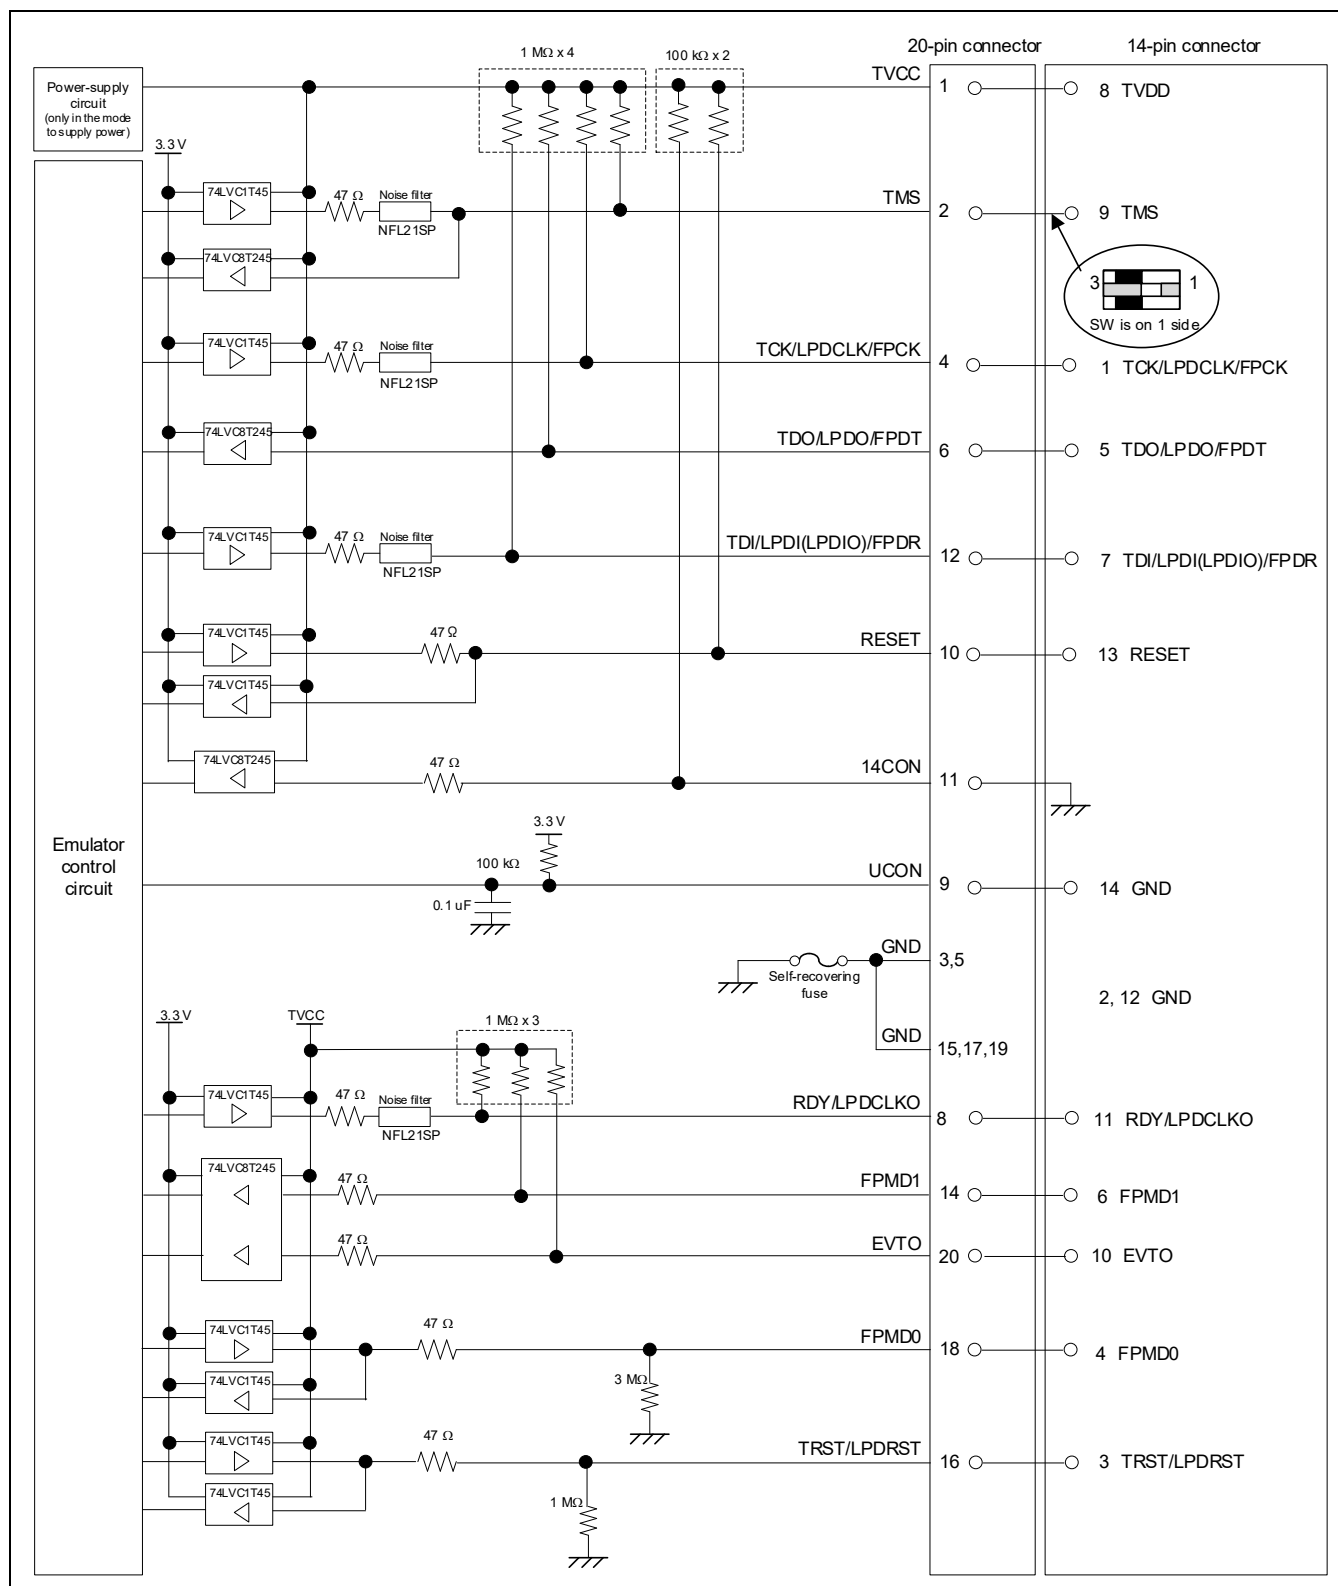 20-pin connector
14-pin connector
1 MΩ x 4
100 kΩ x 2
Power-supply
circuit
(only in the mode
to supply power)
TVCC
1
8 TVDD
3.3 V
74LVC1T45
47 Ω
Noise filter
NFL21SP
TMS
2
9 TMS
74LVC8T245
3
1
SW is on 1 side
74LVC1T45
47 Ω
Noise filter
NFL21SP
TCK/LPDCLK/FPCK
4
1 TCK/LPDCLK/FPCK
74LVC8T245
TDO/LPDO/FPDT
6
5 TDO/LPDO/FPDT
74LVC1T45
47 Ω
Noise filter
NFL21SP
TDI/LPDI(LPDIO)/FPDR
12
7 TDI/LPDI(LPDIO)/FPDR
74LVC1T45
47 Ω
RESET
10
13 RESET
74LVC1T45
74LVC8T245
47 Ω
14CON
11
Emulator
control
circuit
3.3 V
100 kΩ
0.1 uF
UCON
9
14 GND
GND
3,5
Self-recovering
fuse
2, 12 GND
GND
15,17,19
3.3 V
TVCC
1 MΩ x 3
74LVC1T45
47 Ω
Noise filter
NFL21SP
RDY/LPDCLKO
8
11 RDY/LPDCLKO
74LVC8T245
47 Ω
FPMD1
14
6 FPMD1
47 Ω
EVTO
20
10 EVTO
74LVC1T45
47 Ω
FPMD0
18
4 FPMD0
74LVC1T45
3 MΩ
74LVC1T45
47 Ω
TRST/LPDRST
16
3 TRST/LPDRST
74LVC1T45
1 MΩ